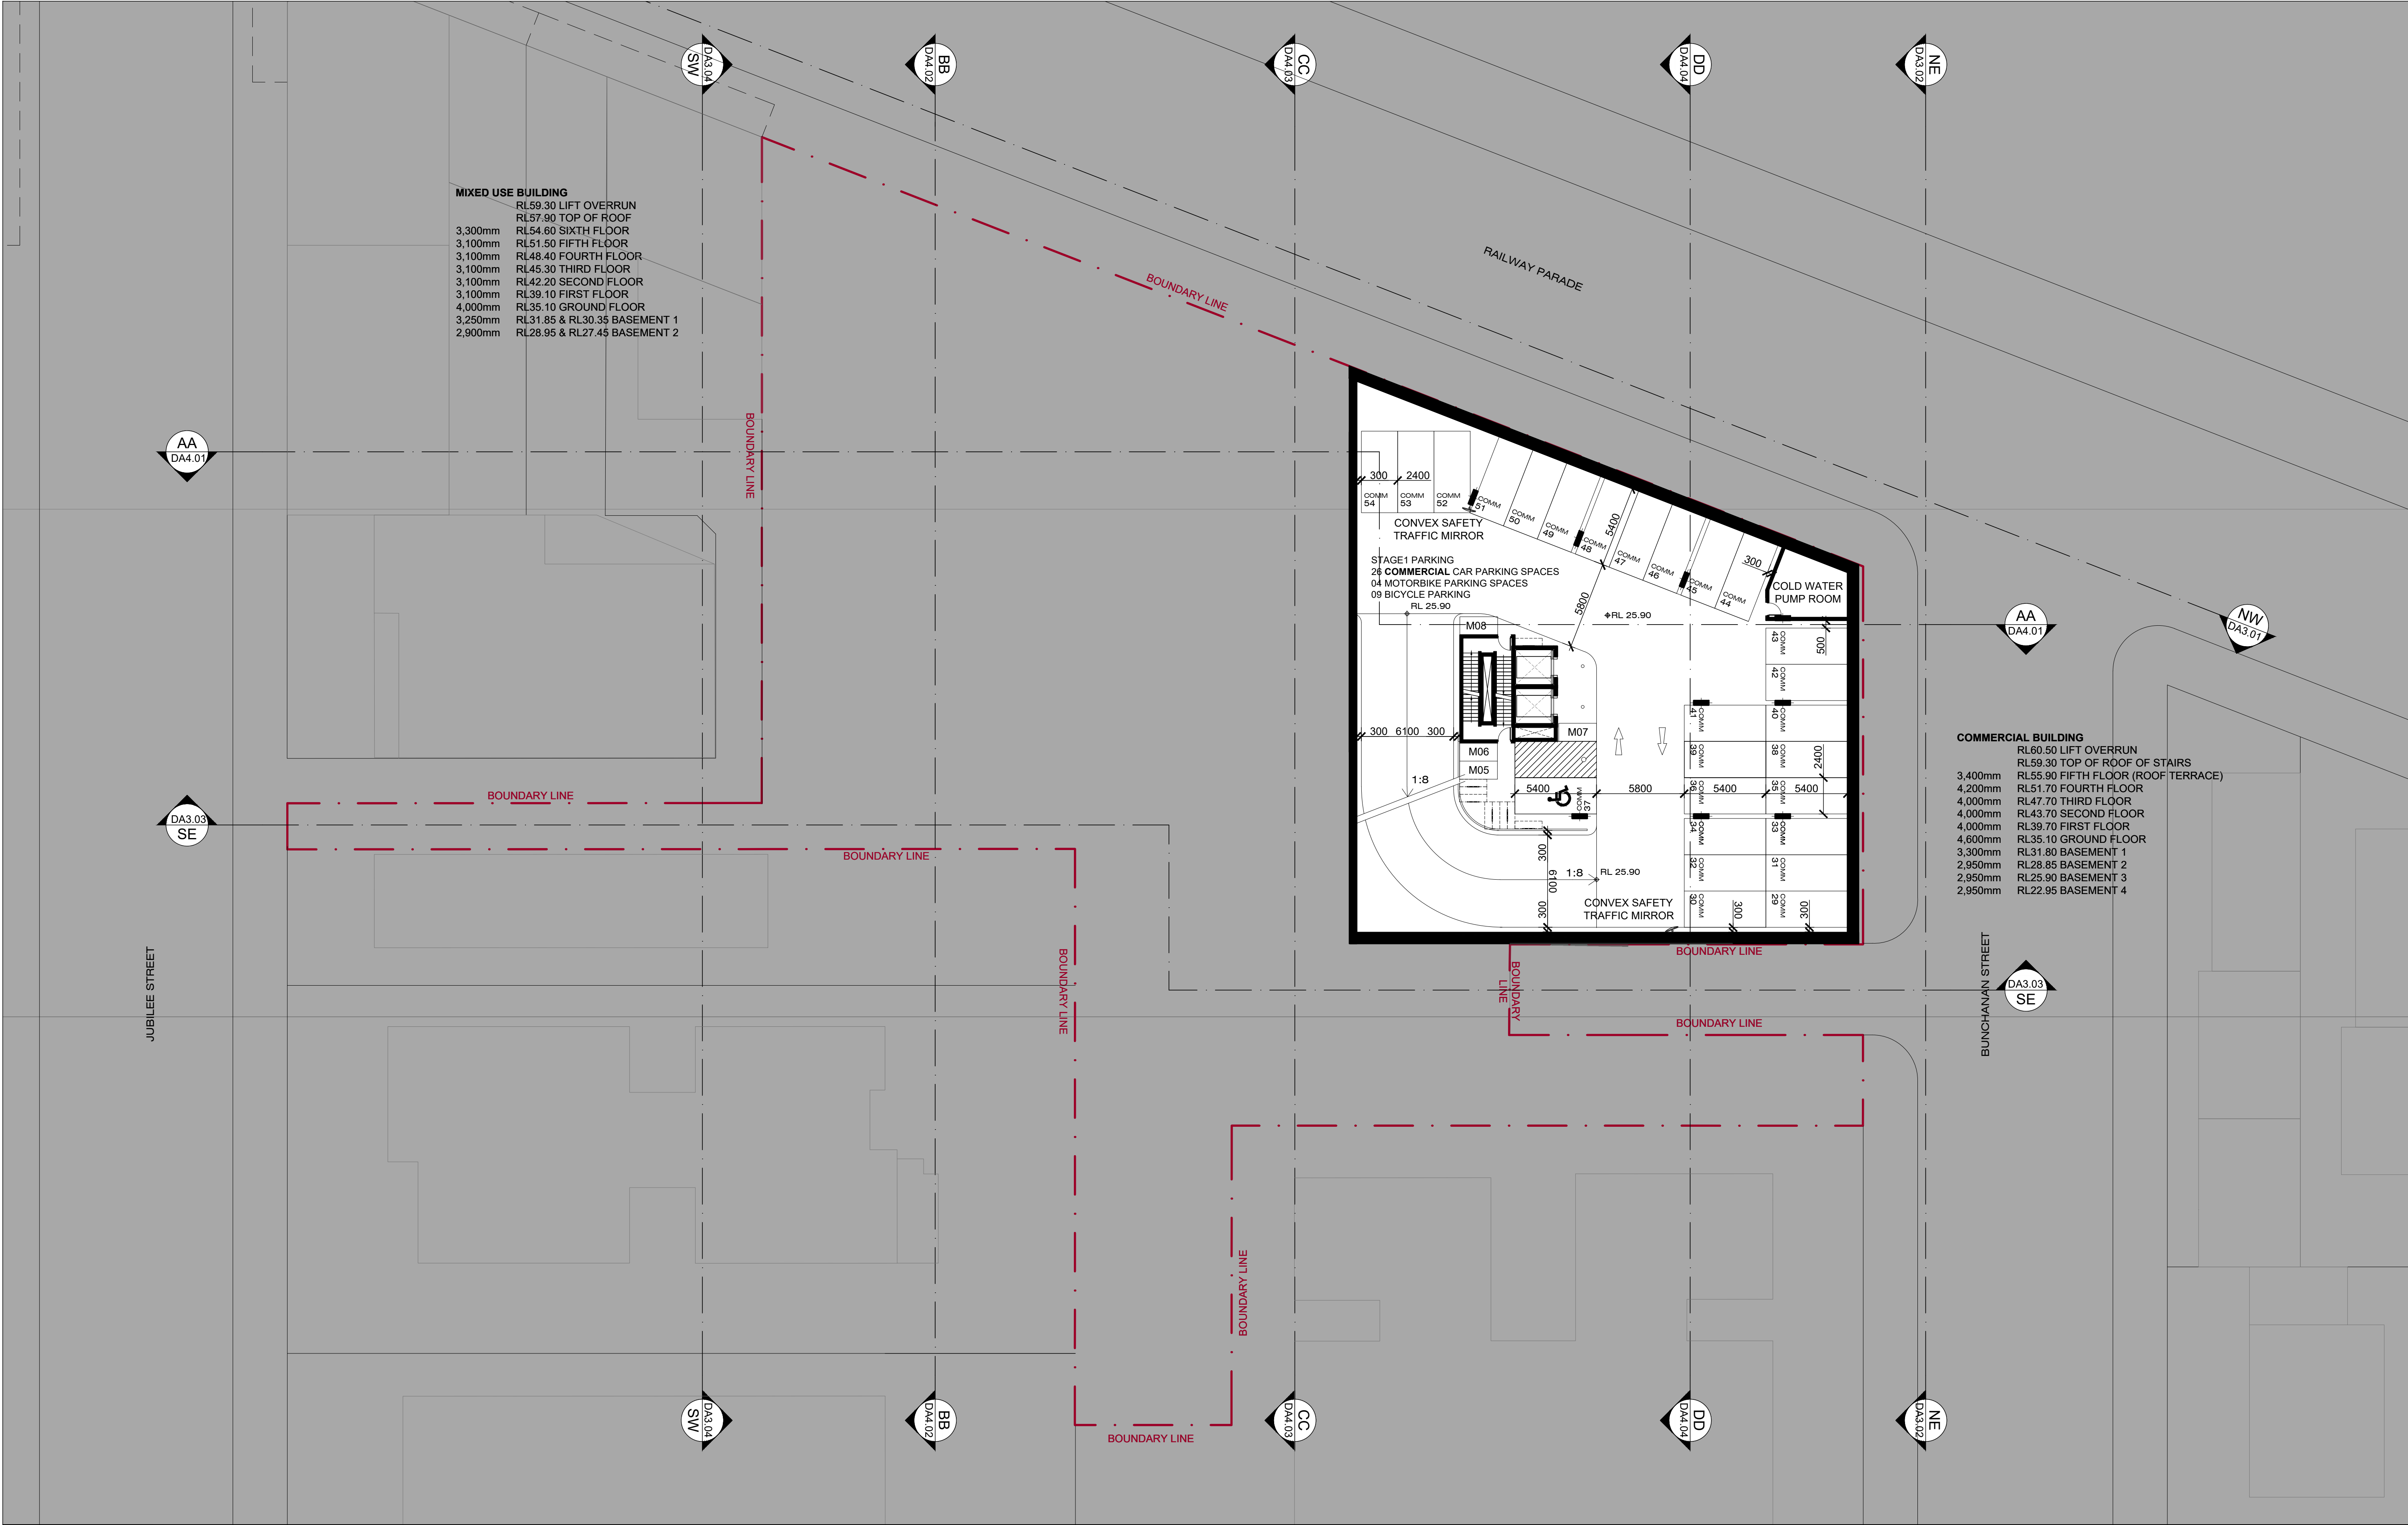 SW
DA3.04
BB
DA4.02
CC
DA4.03
DD
DA4.04
NE
DA3.02
MIXED USE BUILDING
RL59.30 LIFT OVERRUN
RL57.90 TOP OF ROOF
3,300mm RL54.60 SIXTH FLOOR
3,100mm RL51.50 FIFTH FLOOR
3,100mm RL48.40 FOURTH FLOOR
3,100mm RL45.30 THIRD FLOOR
3,100mm RL42.20 SECOND FLOOR
3,100mm RL39.10 FIRST FLOOR
4,000mm RL35.10 GROUND FLOOR
3,250mm RL31.85 & RL30.35 BASEMENT 1
2,900mm RL28.95 & RL27.45 BASEMENT 2
RAILWAY PARADE
BOUNDARY LINE
BOUNDARY LINE
AA
DA4.01
300 2400
COMM
54
COMM
53
COMM
52
COMM
51
COMM
50
COMM
49
COMM
48
COMM
47
COMM
46
COMM
45
COMM
44
5400
300
5800
CONVEX SAFETY
TRAFFIC MIRROR
STAGE1 PARKING
26 COMMERCIAL CAR PARKING SPACES
04 MOTORBIKE PARKING SPACES
09 BICYCLE PARKING
RL 25.90
RL 25.90
COLD WATER
PUMP ROOM
M08
AA
DA4.01
NW
DA3.01
COMM
43
500
COMM
42
COMM
41
COMM
40
300 6100 300
M07
M06
M05
COMM
39
COMM
38
2400
1:8
5400
COMM
37
5800
COMM
36
5400
COMM
35
5400
COMM
34
COMM
33
300
6100
300
1:8
RL 25.90
COMM
32
COMM
31
COMM
30
300
COMM
29
300
CONVEX SAFETY
TRAFFIC MIRROR
COMMERCIAL BUILDING
RL60.50 LIFT OVERRUN
RL59.30 TOP OF ROOF OF STAIRS
3,400mm RL55.90 FIFTH FLOOR (ROOF TERRACE)
4,200mm RL51.70 FOURTH FLOOR
4,000mm RL47.70 THIRD FLOOR
4,000mm RL43.70 SECOND FLOOR
4,000mm RL39.70 FIRST FLOOR
4,600mm RL35.10 GROUND FLOOR
3,300mm RL31.80 BASEMENT 1
2,950mm RL28.85 BASEMENT 2
2,950mm RL25.90 BASEMENT 3
2,950mm RL22.95 BASEMENT 4
BOUNDARY LINE
DA3.03
SE
BOUNDARY LINE
JUBILEE STREET
BOUNDARY LINE
BOUNDARY LINE
BOUNDARY
LINE
BOUNDARY LINE
BUNCHANAN STREET
DA3.03
SE
BOUNDARY LINE
BOUNDARY LINE
SW
DA3.04
BB
DA4.02
CC
DA4.03
DD
DA4.04
NE
DA3.02